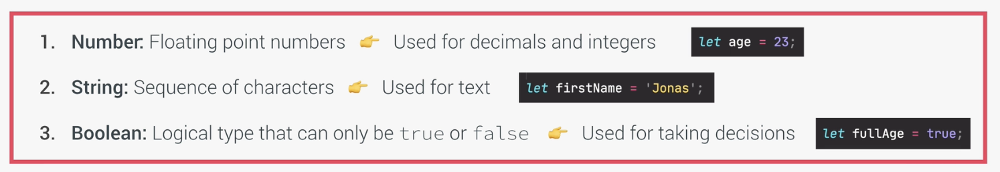 1. Number: Floating point numbers 👉 Used for decimals and integers let age = 23;
2. String: Sequence of characters 👉 Used for text let firstName = 'Jonas';
3. Boolean: Logical type that can only be true or false 👉 Used for taking decisions let fullAge = true;